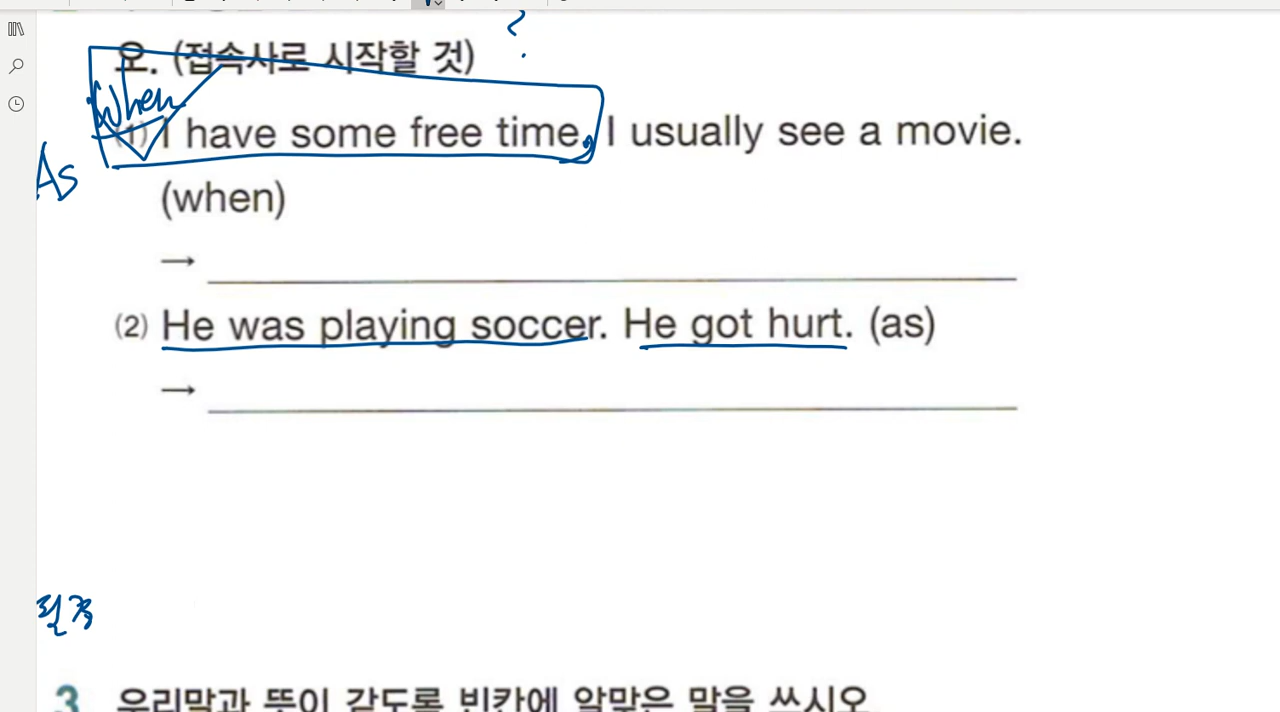 오. (접속사로 시작할 것)
When
(1) I have some free time. I usually see a movie.
As
(when)
→
(2) He was playing soccer. He got hurt. (as)
→
3 우리말과 뜻이 같도록 빈칸에 알맞은 말을 쓰시오.